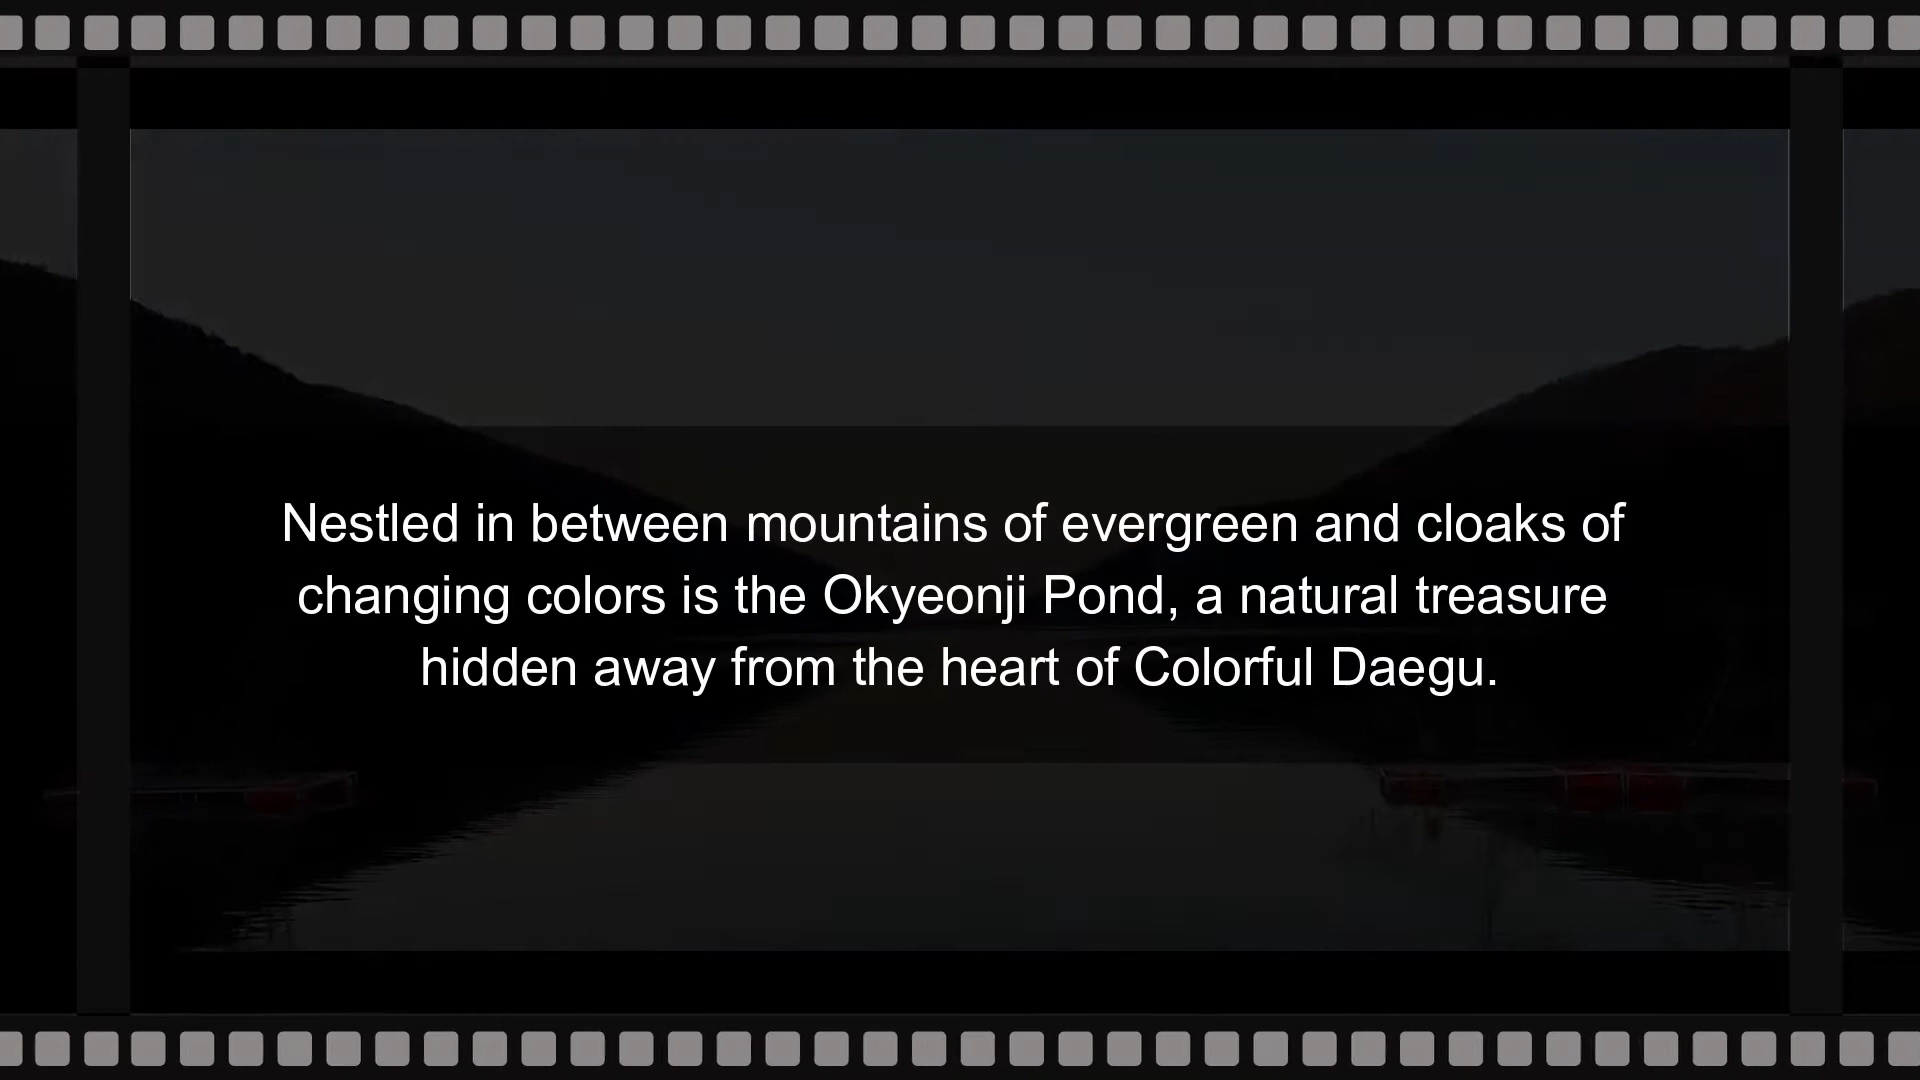 Nestled in between mountains of evergreen and cloaks of
changing colors is the Okyeonji Pond, a natural treasure
hidden away from the heart of Colorful Daegu.